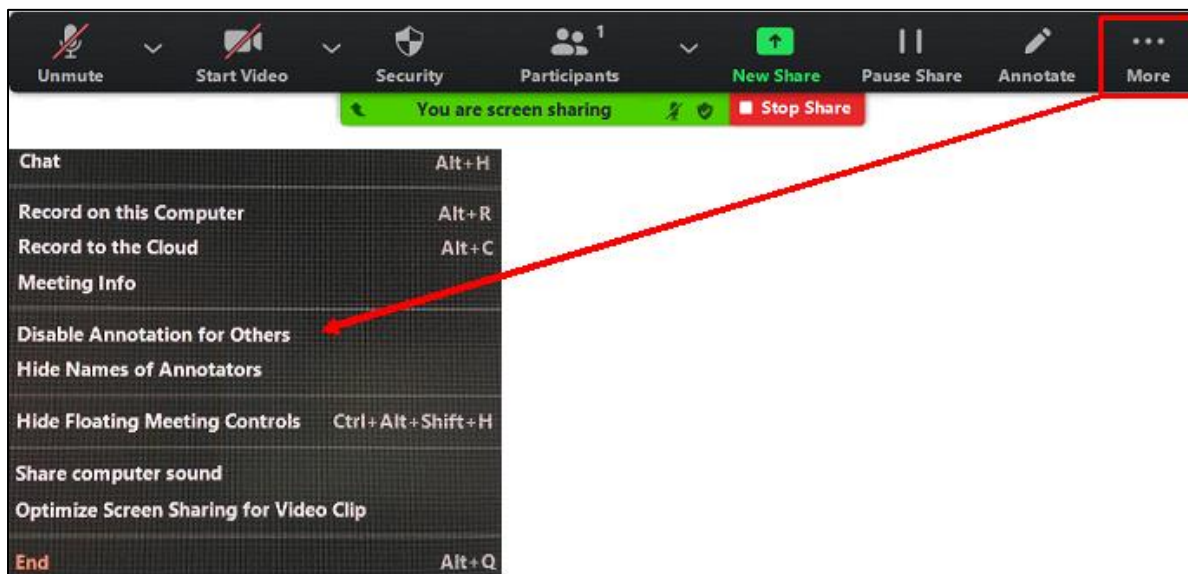 1
Unmute Start Video Security Participants New Share Pause Share Annotate More
You are screen sharing Stop Share
Chat Alt+H
Record on this Computer Alt+R
Record to the Cloud Alt+C
Meeting Info
Disable Annotation for Others
Hide Names of Annotators
Hide Floating Meeting Controls Ctrl+Alt+Shift+H
Share computer sound
Optimize Screen Sharing for Video Clip
End Alt+Q